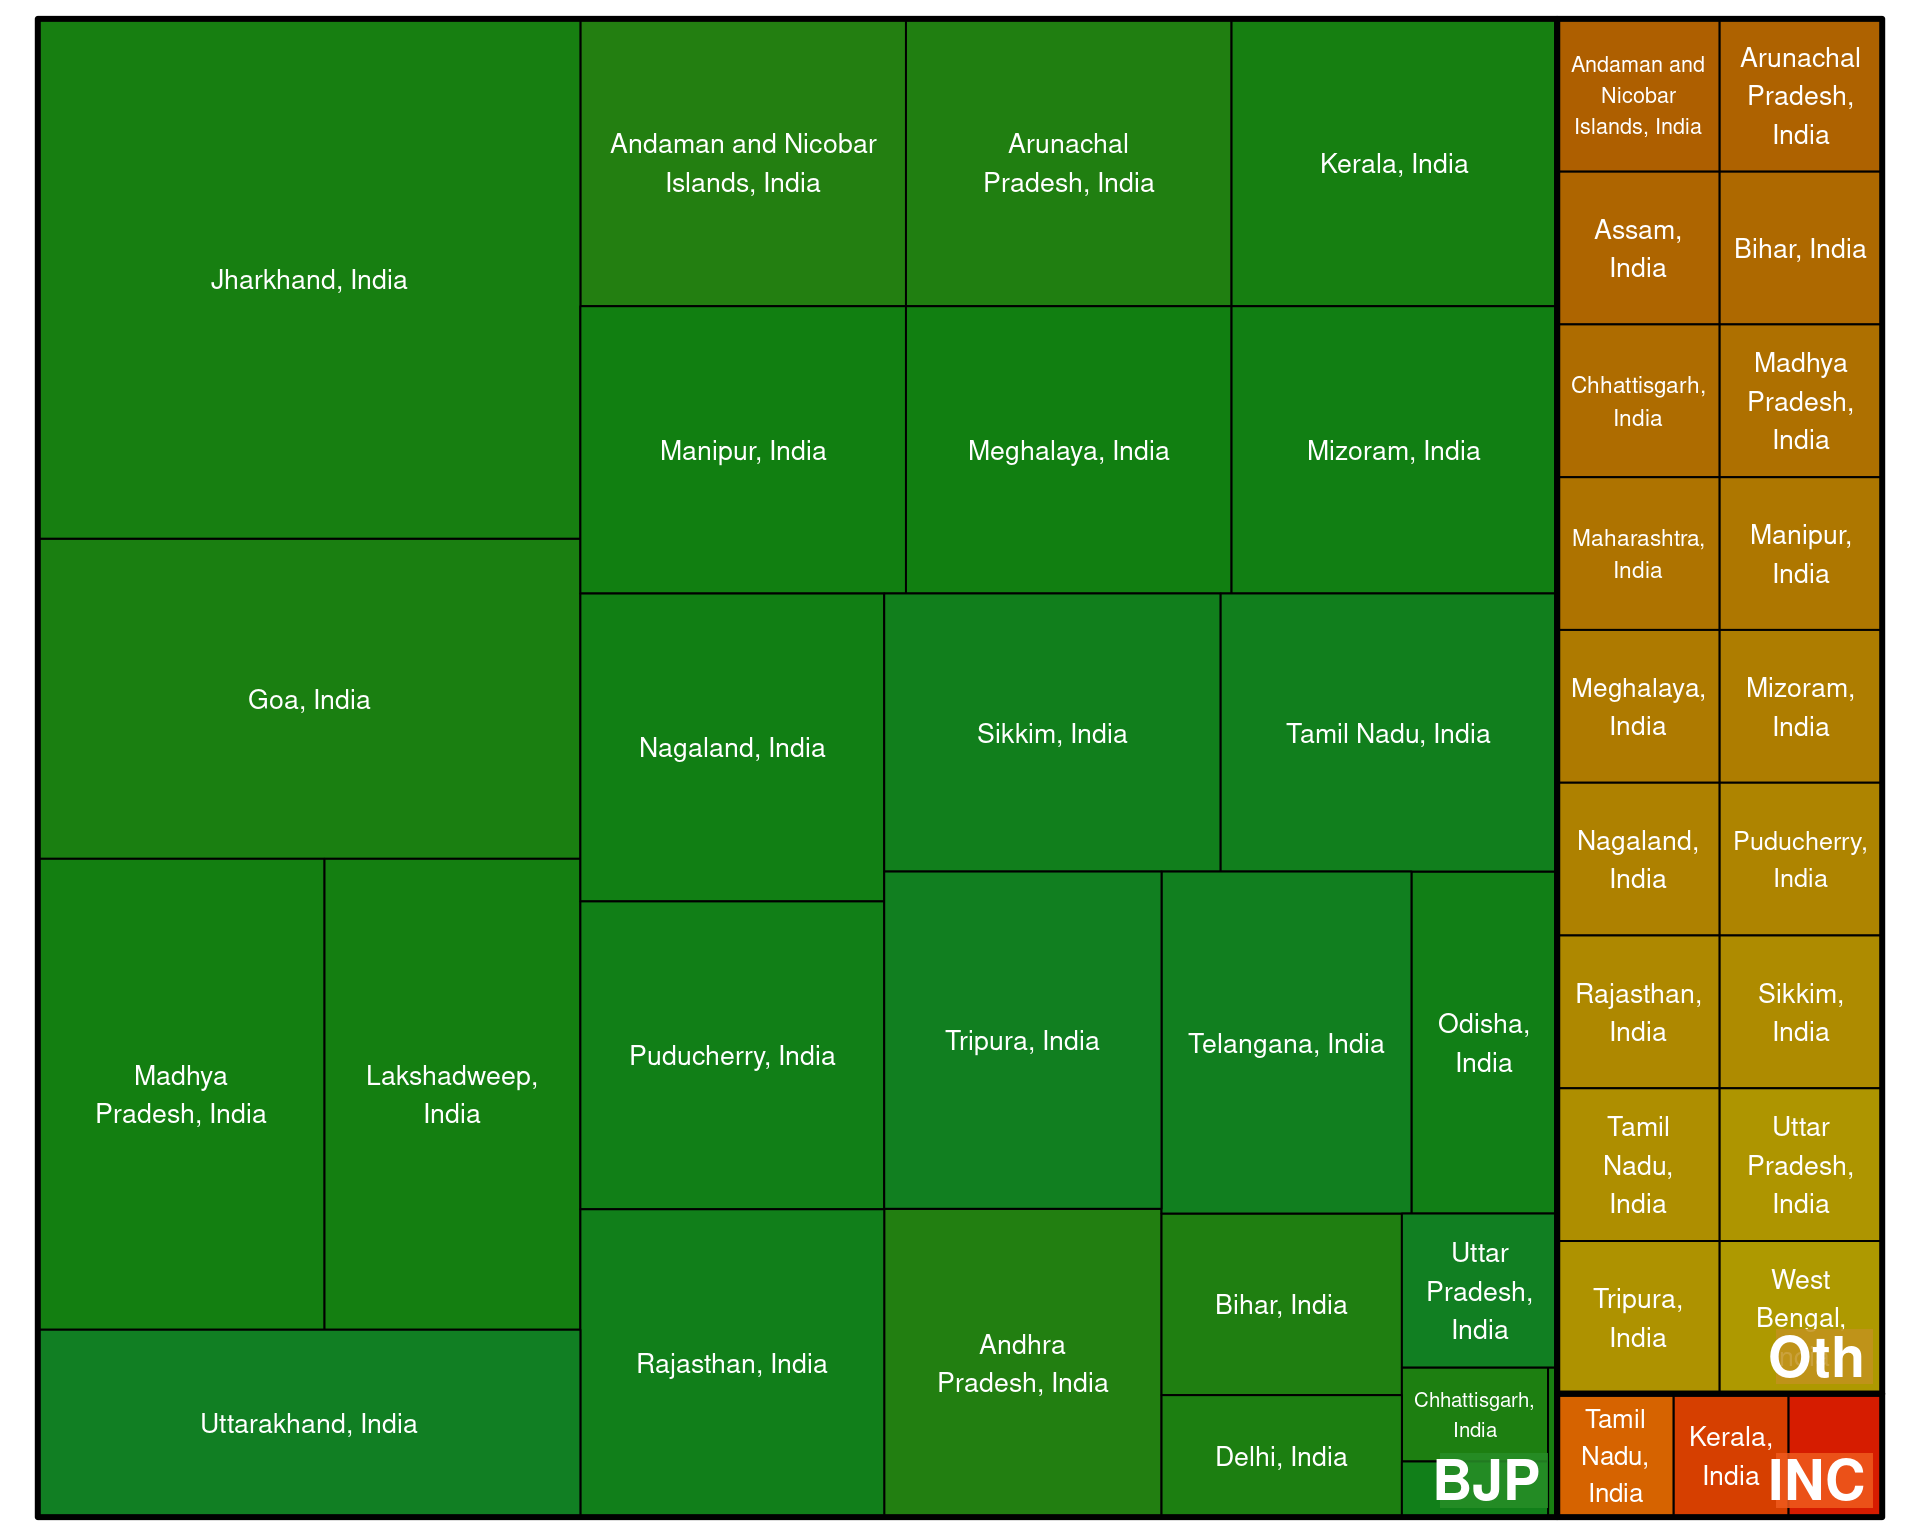 Jharkhand, India
Goa, India
Madhya
Pradesh, India
Lakshadweep,
India
Uttarakhand, India
Andaman and Nicobar
Islands, India
Arunachal
Pradesh, India
Kerala, India
Manipur, India
Meghalaya, India
Mizoram, India
Nagaland, India
Sikkim, India
Tamil Nadu, India
Puducherry, India
Tripura, India
Telangana, India
Odisha,
India
Rajasthan, India
Andhra
Pradesh, India
Bihar, India
Delhi, India
Uttar
Pradesh,
India
Chhattisgarh,
India
BJP
Andaman and
Nicobar
Islands, India
Arunachal
Pradesh,
India
Assam,
India
Bihar, India
Chhattisgarh,
India
Madhya
Pradesh,
India
Maharashtra,
India
Manipur,
India
Meghalaya,
India
Mizoram,
India
Nagaland,
India
Puducherry,
India
Rajasthan,
India
Sikkim,
India
Tamil
Nadu,
India
Uttar
Pradesh,
India
Tripura,
India
West
Bengal,
Oth
Tamil
Nadu,
India
Kerala,
India
INC